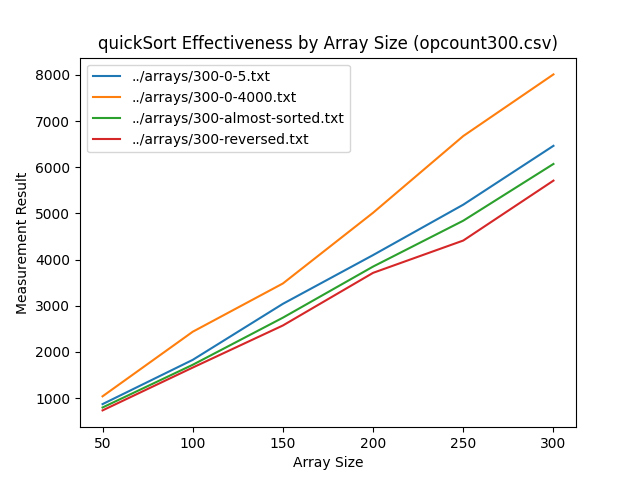 quickSort Effectiveness by Array Size (opcount300.csv)
../arrays/300-0-5.txt
../arrays/300-0-4000.txt
../arrays/300-almost-sorted.txt
../arrays/300-reversed.txt
8000
7000
6000
5000
4000
3000
2000
1000
Measurement Result
50 100 150 200 250 300
Array Size